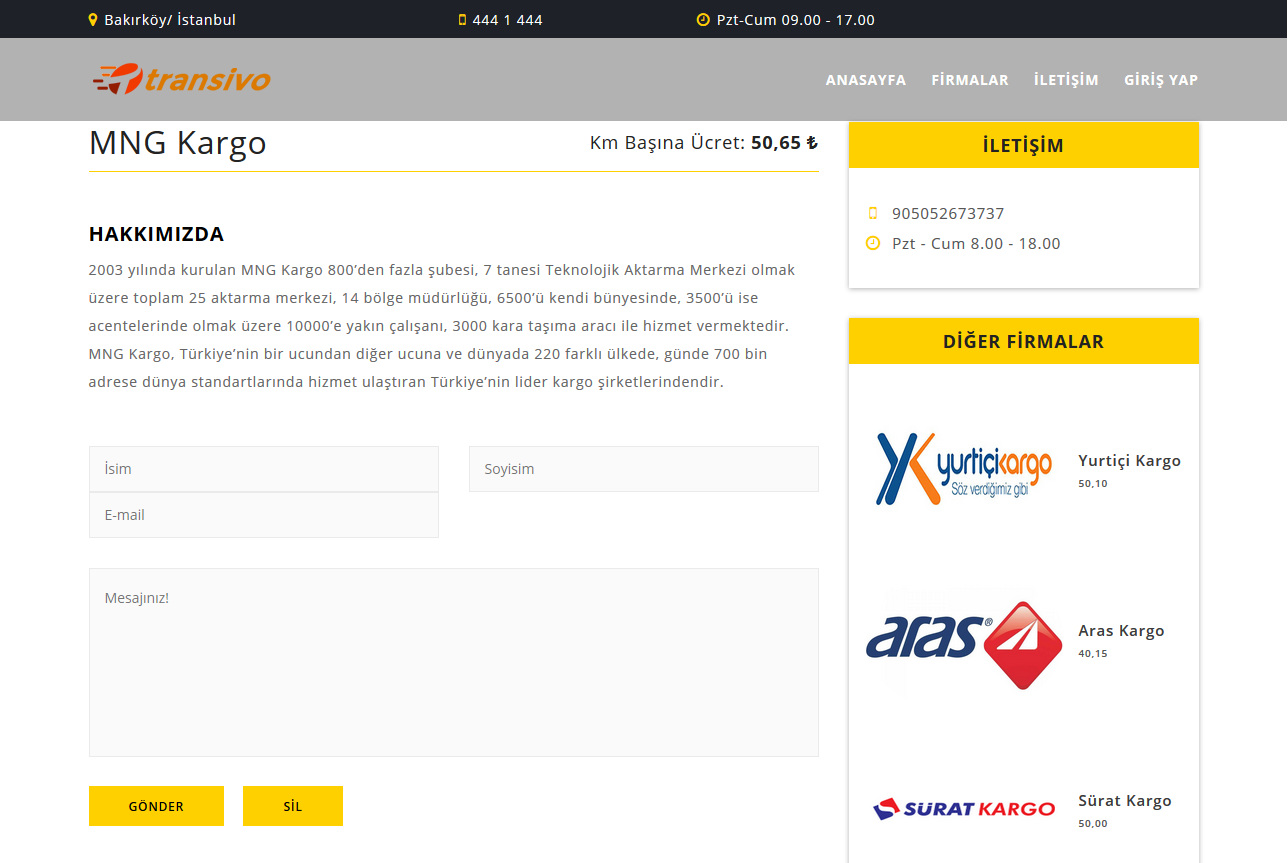 Bakırköy/ İstanbul
444 1 444
Pzt-Cum 09.00 - 17.00
transivo
ANASAYFA
FİRMALAR
İLETİŞİM
GİRİŞ YAP
MNG Kargo
Km Başına Ücret: 50,65 ₺
HAKKIMIZDA
2003 yılında kurulan MNG Kargo 800’den fazla şubesi, 7 tanesi Teknolojik Aktarma Merkezi olmak
üzere toplam 25 aktarma merkezi, 14 bölge müdürlüğü, 6500’ü kendi bünyesinde, 3500’ü ise
acentelerinde olmak üzere 10000’e yakın çalışanı, 3000 kara taşıma aracı ile hizmet vermektedir.
MNG Kargo, Türkiye’nin bir ucundan diğer ucuna ve dünyada 220 farklı ülkede, günde 700 bin
adrese dünya standartlarında hizmet ulaştıran Türkiye’nin lider kargo şirketlerindendir.
İsim
Soyisim
E-mail
Mesajınız!
GÖNDER
SİL
İLETİŞİM
905052673737
Pzt - Cum 8.00 - 18.00
DİĞER FİRMALAR
yurtiçikargo
Söz verdiğimiz gibi
Yurtiçi Kargo
50,10
aras®
Aras Kargo
40,15
SÜRAT KARGO
Sürat Kargo
50,00